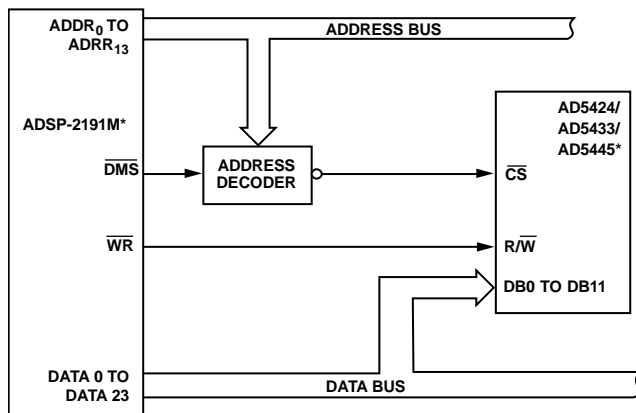 ADDR0 TO
ADRR13
ADDRESS BUS
ADSP-2191M*
AD5424/
AD5433/
AD5445*
DMS
ADDRESS
DECODER
CS
WR
R/W
DB0 TO DB11
DATA 0 TO
DATA 23
DATA BUS